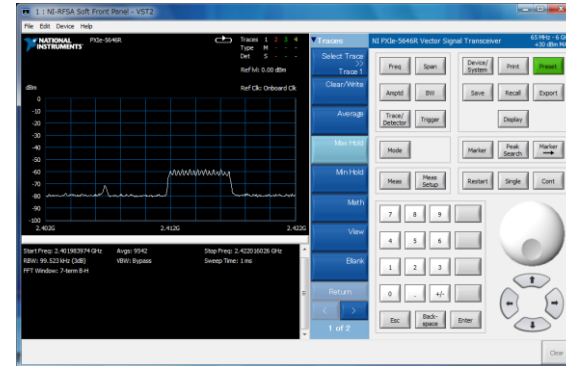 1 : NI-RFSA Soft Front Panel - VST2
File Edit Device Help
NATIONAL INSTRUMENTS PXIe-5646R
Traces 1 2 3 4
Type M - - -
Det S - - -
Ref lvl: 0.00 dBm
dBm Ref Clk: Onboard Clk
0
-10
-20
-30
-40
-50
-60
-70
-80
-90
-100
2.402G 2.412G 2.422G
Start Freq: 2.401983974 GHz Avgs: 9542 Stop Freq: 2.422016026 GHz
RBW: 99.523 kHz (3dB) VBW: Bypass Sweep Time: 1 ms
FFT Window: 7-term B-H
Traces
Select Trace
>>
Trace 1
Clear/Write
Average
Max Hold
Min Hold
Math
View
Blank
Return
< >
1 of 2
NI PXIe-5646R Vector Signal Transceiver 65 MHz - 6 G
+30 dBm MA
Freq Span Device/ System Print Preset
Amptd BW Save Recall Export
Trace/ Detector Trigger Display
Mode Marker Peak Search Marker
Meas Meas Setup Restart Single Cont
7 8 9
4 5 6
1 2 3
0 . +/-
Esc Back-space Enter
Clear